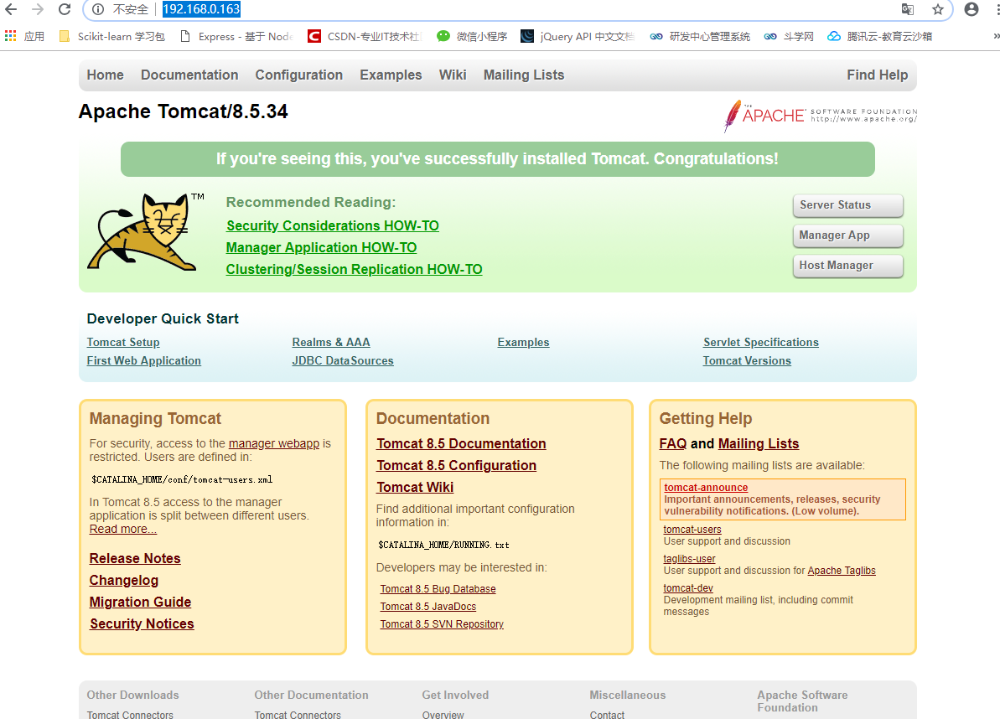 不安全 192.168.0.163
应用 Scikit-learn 学习包 Express - 基于 Node CSDN-专业IT技术社 微信小程序 jQuery API 中文文档 研发中心管理系统 斗学网 腾讯云-教育云沙箱 »
Home Documentation Configuration Examples Wiki Mailing Lists Find Help
Apache Tomcat/8.5.34
THE APACHE SOFTWARE FOUNDATION
http://www.apache.org/
If you're seeing this, you've successfully installed Tomcat. Congratulations!
TM
Recommended Reading:
Security Considerations HOW-TO
Manager Application HOW-TO
Clustering/Session Replication HOW-TO
Server Status
Manager App
Host Manager
Developer Quick Start
Tomcat Setup Realms & AAA Examples Servlet Specifications
First Web Application JDBC DataSources Tomcat Versions
Managing Tomcat
For security, access to the manager webapp is
restricted. Users are defined in:
$CATALINA_HOME/conf/tomcat-users.xml
In Tomcat 8.5 access to the manager
application is split between different users.
Read more...
Release Notes
Changelog
Migration Guide
Security Notices
Documentation
Tomcat 8.5 Documentation
Tomcat 8.5 Configuration
Tomcat Wiki
Find additional important configuration
information in:
$CATALINA_HOME/RUNNING.txt
Developers may be interested in:
Tomcat 8.5 Bug Database
Tomcat 8.5 JavaDocs
Tomcat 8.5 SVN Repository
Getting Help
FAQ and Mailing Lists
The following mailing lists are available:
tomcat-announce
Important announcements, releases, security
vulnerability notifications. (Low volume).
tomcat-users
User support and discussion
taglibs-user
User support and discussion for Apache Taglibs
tomcat-dev
Development mailing list, including commit
messages
Other Downloads Other Documentation Get Involved Miscellaneous Apache Software
Foundation
Tomcat Connectors Tomcat Connectors Overview Contact